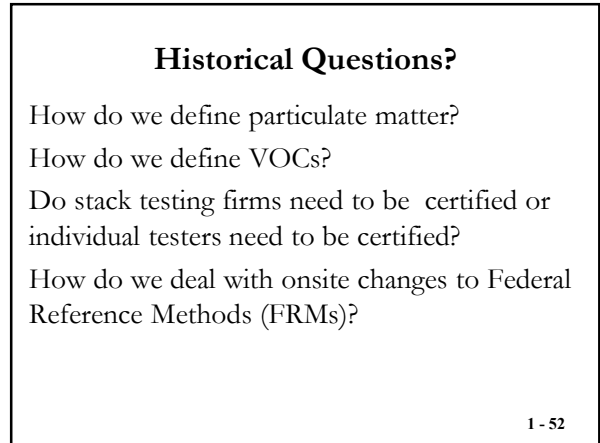 Historical Questions?
How do we define particulate matter?
How do we define VOCs?
Do stack testing firms need to be  certified or
individual testers need to be certified?
How do we deal with onsite changes to Federal
Reference Methods (FRMs)?
1 - 52